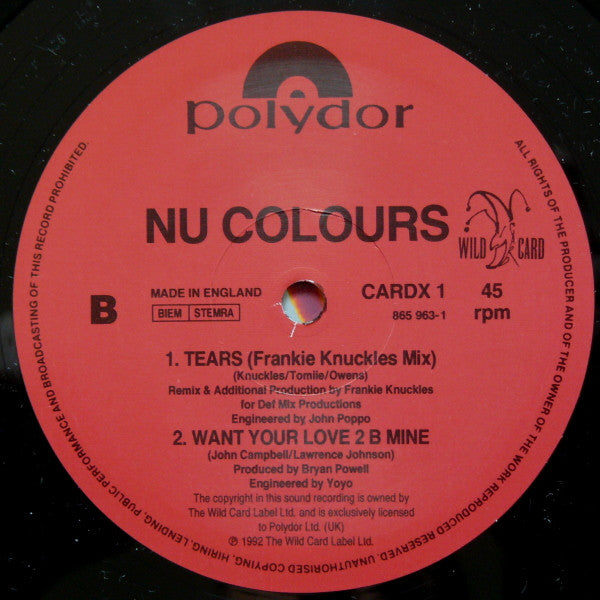 polydor
NU COLOURS
WILD CARD
B
MADE IN ENGLAND
BIEM STEMRA
CARDX 1
865 963-1
45
rpm
1. TEARS (Frankie Knuckles Mix)
(Knuckles/Tomiie/Owens)
Remix & Additional Production by Frankie Knuckles
for Def Mix Productions
Engineered by John Poppo
2. WANT YOUR LOVE 2 B MINE
(John Campbell/Lawrence Johnson)
Produced by Bryan Powell
Engineered by Yoyo
The copyright in this sound recording is owned by
The Wild Card Label Ltd. and is exclusively licensed
to Polydor Ltd. (UK)
℗ 1992 The Wild Card Label Ltd.
ALL RIGHTS OF THE PRODUCER AND OF THE OWNER OF THE WORK REPRODUCED RESERVED. UNAUTHORISED COPYING, HIRING, LENDING, PUBLIC PERFORMANCE AND BROADCASTING OF THIS RECORD PROHIBITED.